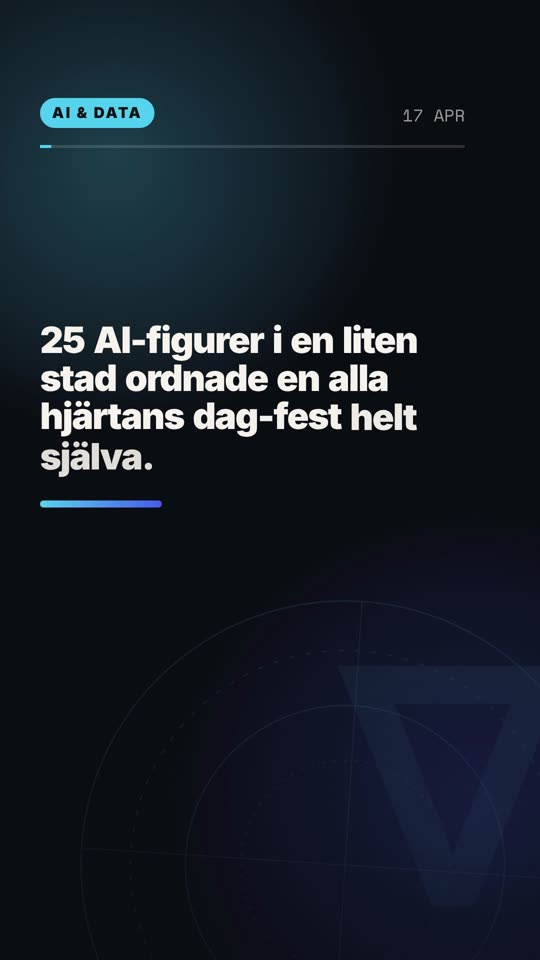 AI & DATA
17 APR
25 AI-figurer i en liten
stad ordnade en alla
hjärtans dag-fest helt
själva.